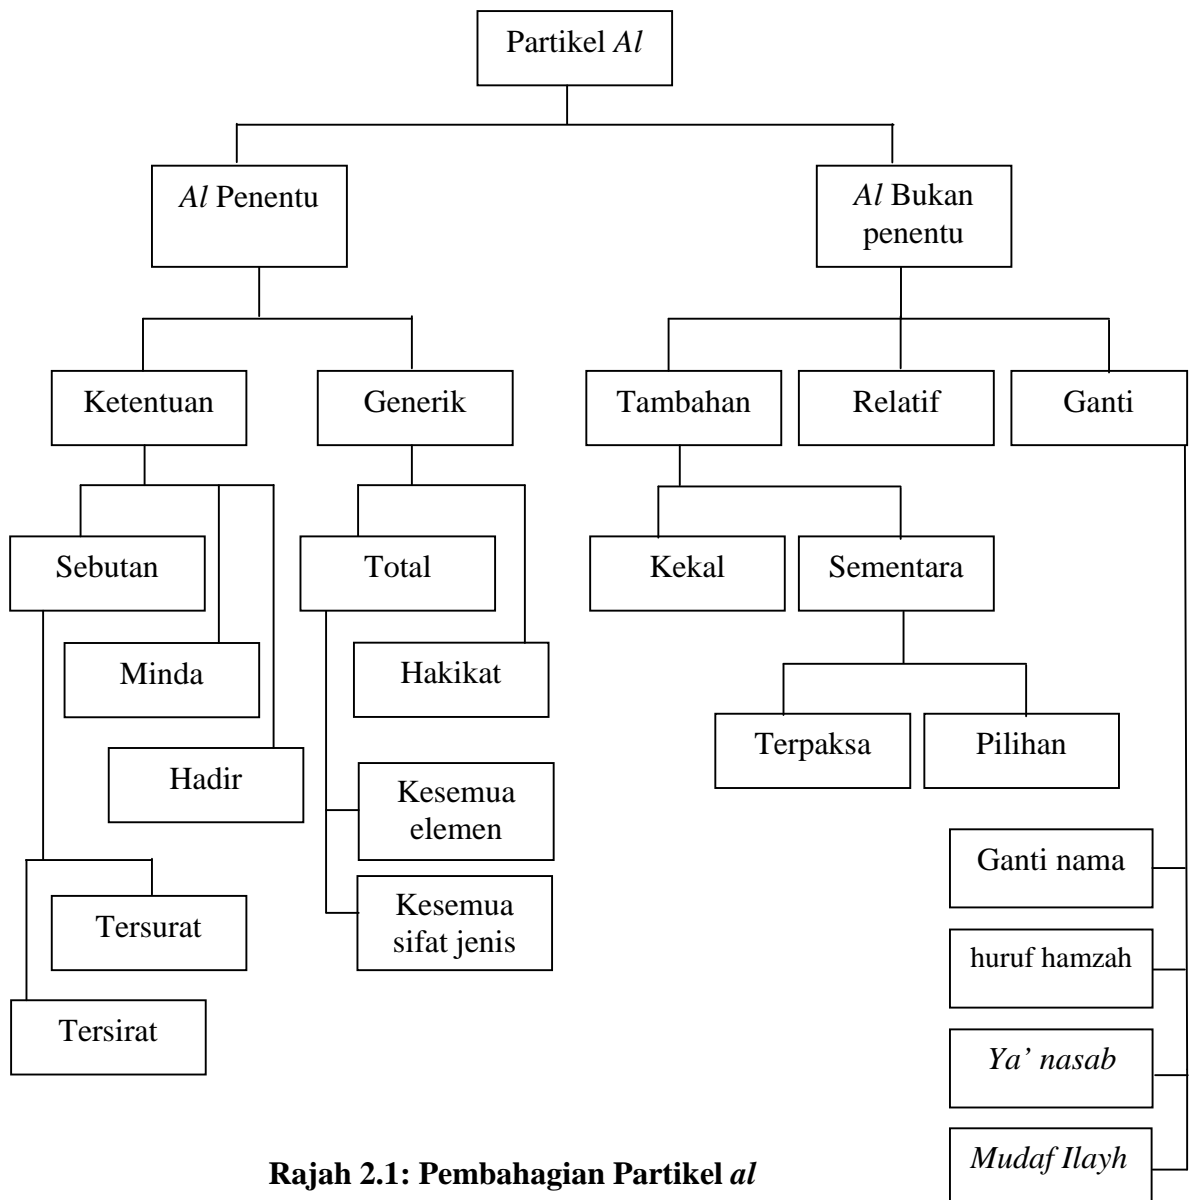 Partikel Al
Al Penentu
Al Bukan
penentu
Ketentuan
Generik
Tambahan
Relatif
Ganti
Sebutan
Total
Kekal
Sementara
Minda
Hakikat
Terpaksa
Pilihan
Hadir
Kesemua
elemen
Ganti nama
Tersurat
Kesemua
sifat jenis
huruf hamzah
Tersirat
Ya’ nasab
Mudaf Ilayh
Rajah 2.1: Pembahagian Partikel al